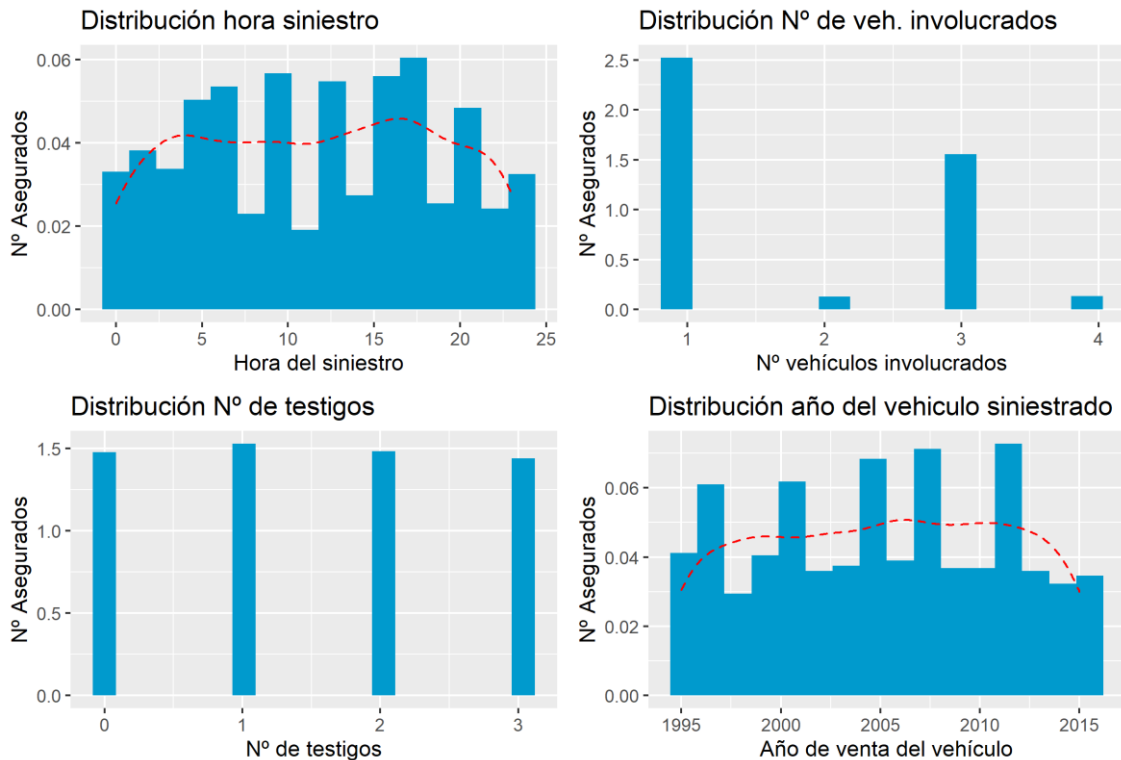 Distribución hora siniestro
Nº Asegurados
0.06
0.04
0.02
0.00
0 5 10 15 20 25
Hora del siniestro
Distribución Nº de veh. involucrados
Nº Asegurados
2.5
2.0
1.5
1.0
0.5
0.0
1 2 3 4
Nº vehículos involucrados
Distribución Nº de testigos
Nº Asegurados
1.5
1.0
0.5
0.0
0 1 2 3
Nº de testigos
Distribución año del vehiculo siniestrado
Nº Asegurados
0.06
0.04
0.02
0.00
1995 2000 2005 2010 2015
Año de venta del vehículo